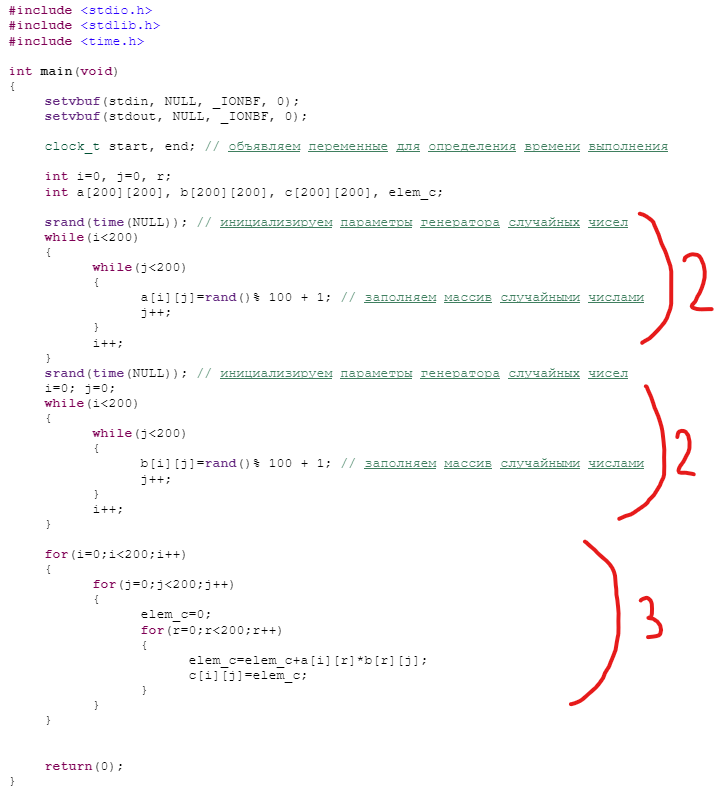 #include <stdio.h>
#include <stdlib.h>
#include <time.h>
int main(void)
{
setvbuf(stdin, NULL, _IONBF, 0);
setvbuf(stdout, NULL, _IONBF, 0);
clock_t start, end; // объявляем переменные для определения времени выполнения
int i=0, j=0, r;
int a[200][200], b[200][200], c[200][200], elem_c;
srand(time(NULL)); // инициализируем параметры генератора случайных чисел
while(i<200)
{
while(j<200)
{
a[i][j]=rand()% 100 + 1; // заполняем массив случайными числами
j++;
}
i++;
}
2
srand(time(NULL)); // инициализируем параметры генератора случайных чисел
i=0; j=0;
while(i<200)
{
while(j<200)
{
b[i][j]=rand()% 100 + 1; // заполняем массив случайными числами
j++;
}
i++;
}
2
for(i=0;i<200;i++)
{
for(j=0;j<200;j++)
{
elem_c=0;
for(r=0;r<200;r++)
{
elem_c=elem_c+a[i][r]*b[r][j];
c[i][j]=elem_c;
}
}
}
3
return(0);
}